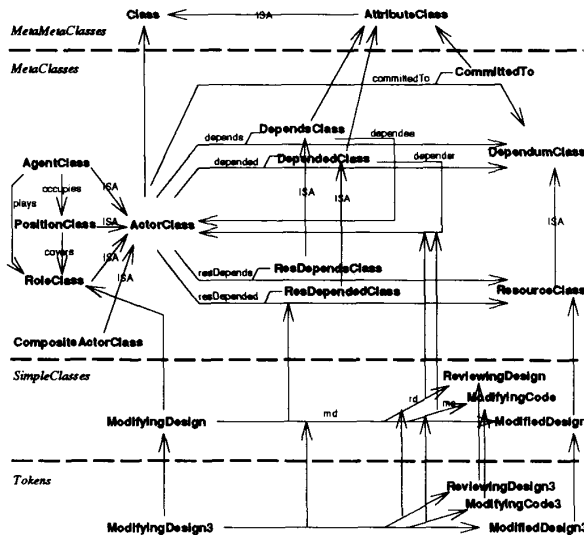 Class
ISA
AttributeClass
MetaMetaClasses
MetaClasses
committedTo
CommittedTo
depends
DependsClass
dependee
depended
DependedClass
depender
DependumClass
AgentClass
occupies
ISA
plays
ISA
ISA
ISA
PositionClass
ISA
ActorClass
covers
ISA
ISA
RoleClass
resDepends
ResDependsClass
resDepended
ResDependedClass
ResourceClass
CompositeActorClass
SimpleClasses
ReviewingDesign
rd
ModifyingCode
mc
md
ModifyingDesign
ModifiedDesign
Tokens
ReviewingDesign3
ModifyingCode3
ModifyingDesign3
ModifiedDesign3